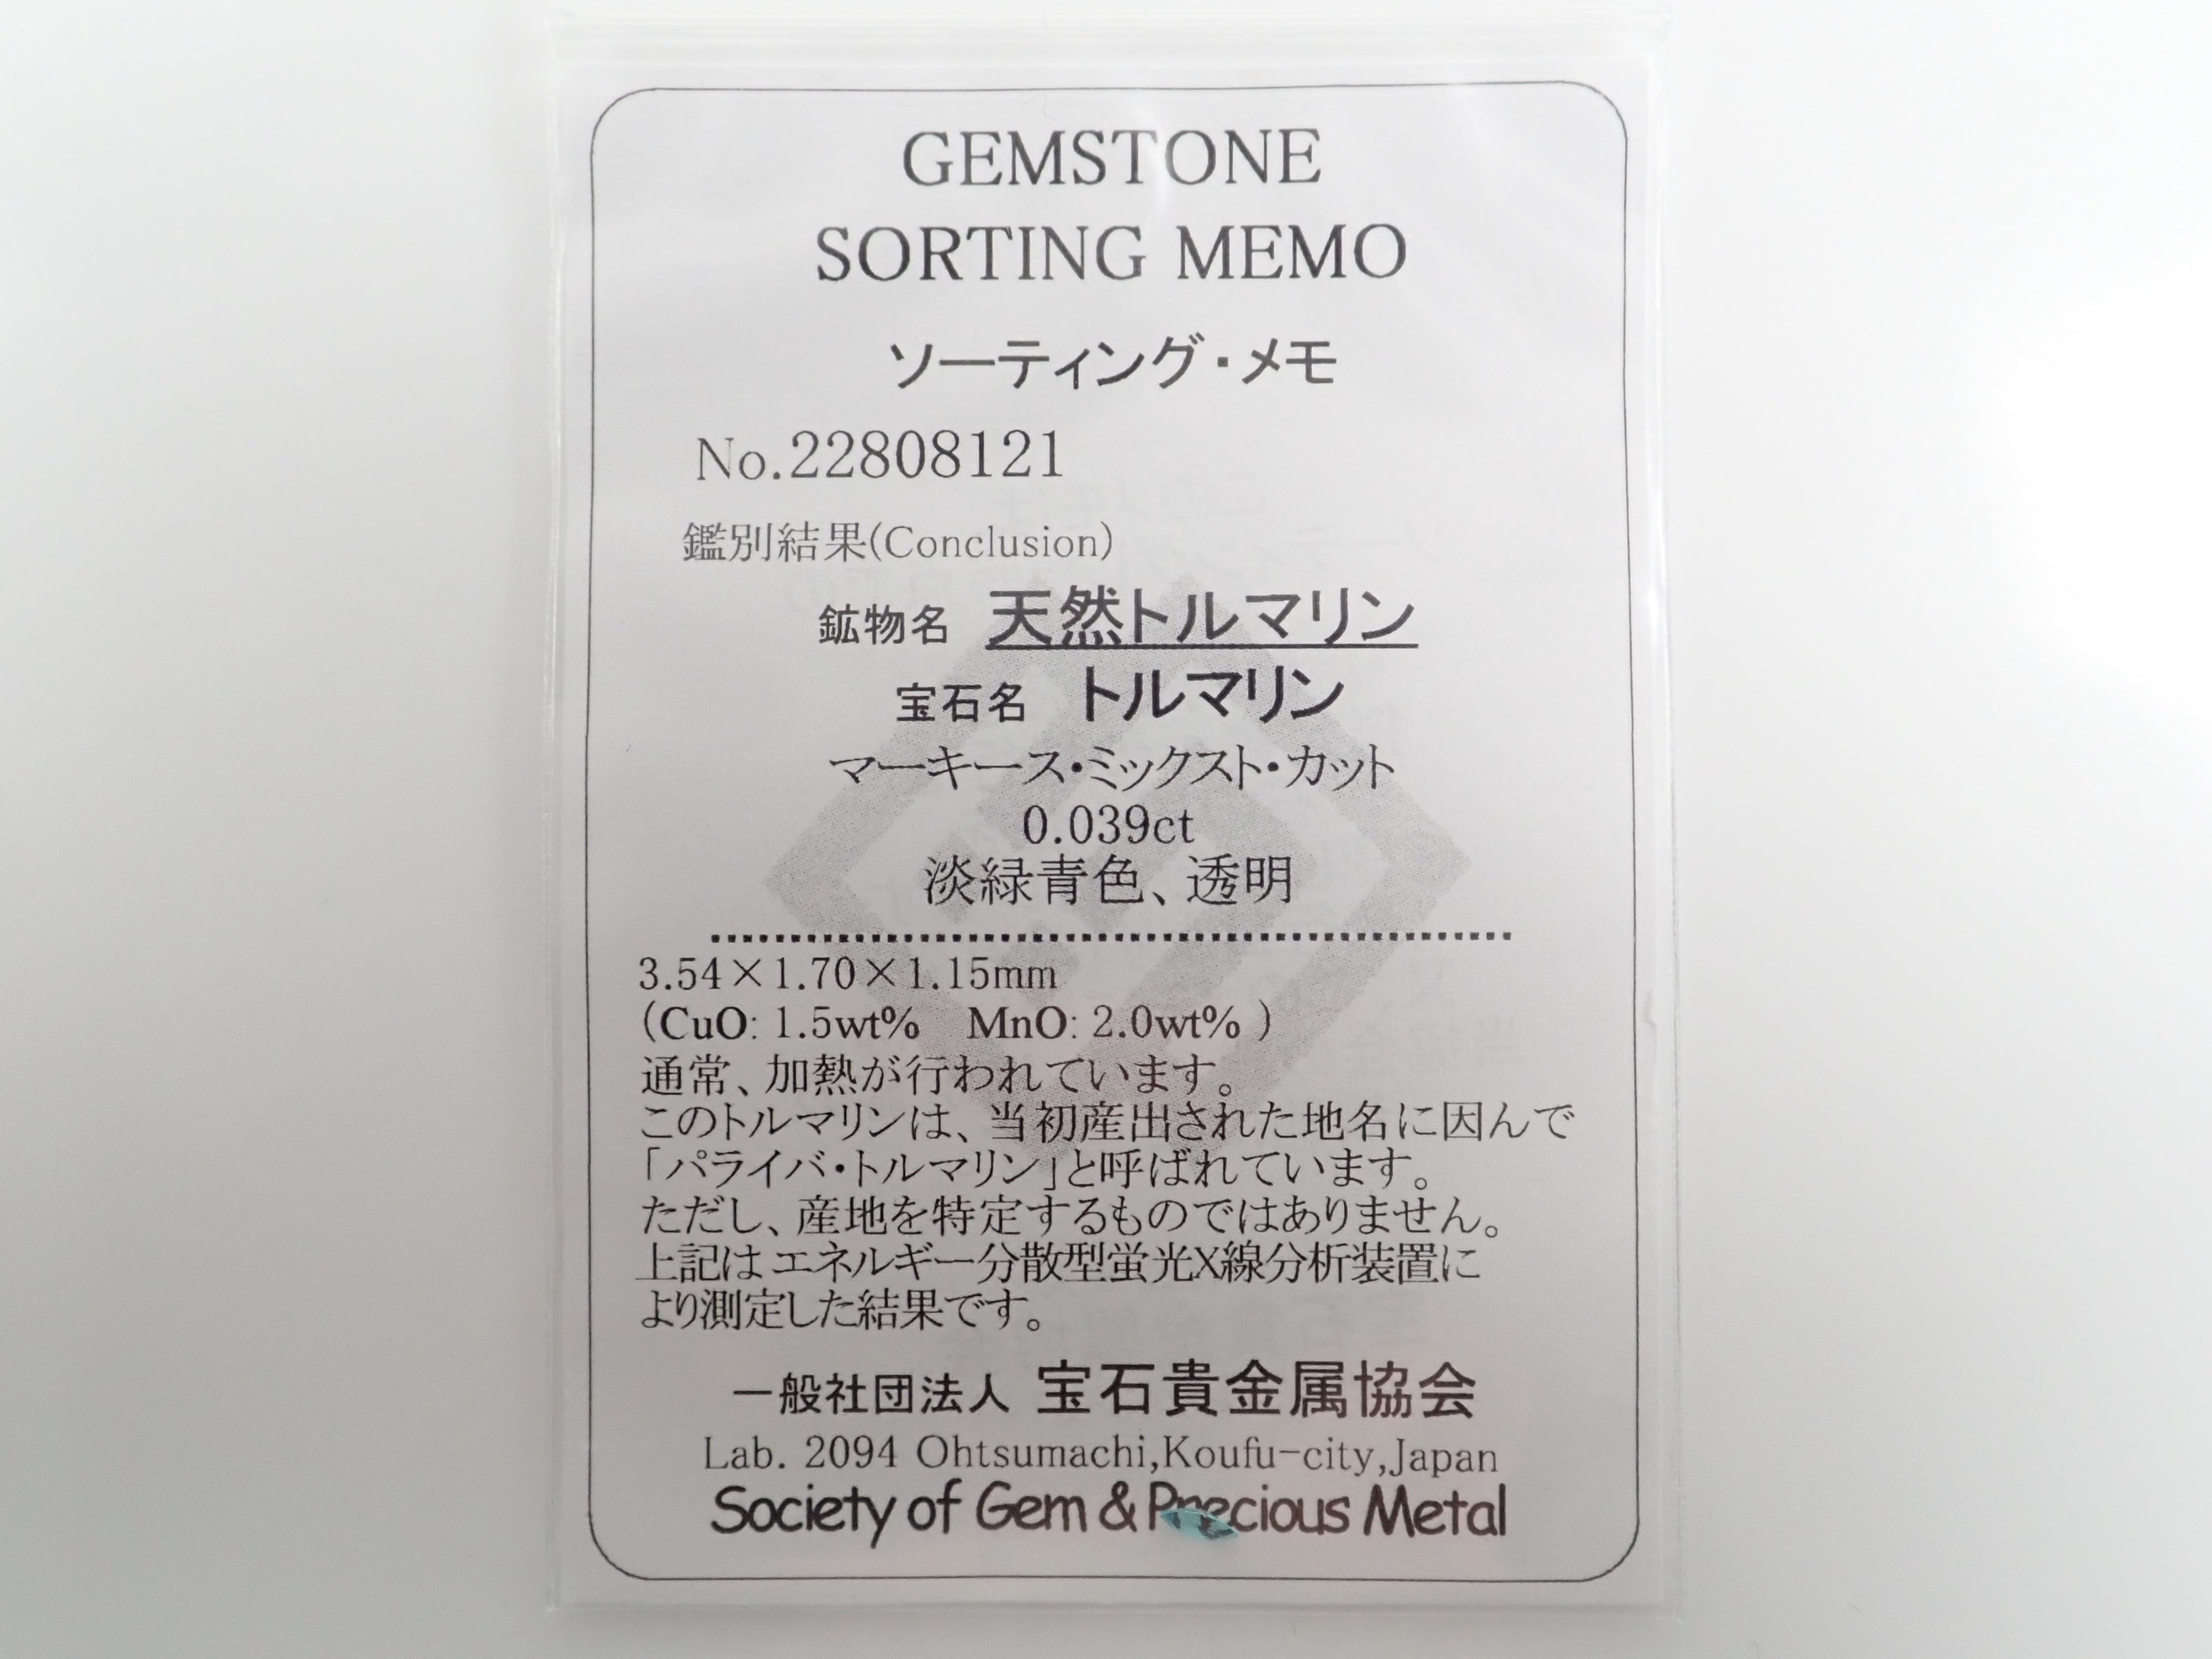 GEMSTONE
SORTING MEMO
ソーティング・メモ
No.22808121
鑑別結果(Conclusion)
鉱物名 天然トルマリン
宝石名 トルマリン
マーキース・ミックスト・カット
0.039ct
淡緑青色、透明
3.54×1.70×1.15mm
(CuO: 1.5wt% MnO: 2.0wt% )
通常、加熱が行われています。
このトルマリンは、当初産出された地名に因んで
「パライバ・トルマリン」と呼ばれています。
ただし、産地を特定するものではありません。
上記はエネルギー分散型蛍光X線分析装置に
より測定した結果です。
一般社団法人 宝石貴金属協会
Lab. 2094 Ohtsumachi,Koufu-city,Japan
Society of Gem & Precious Metal